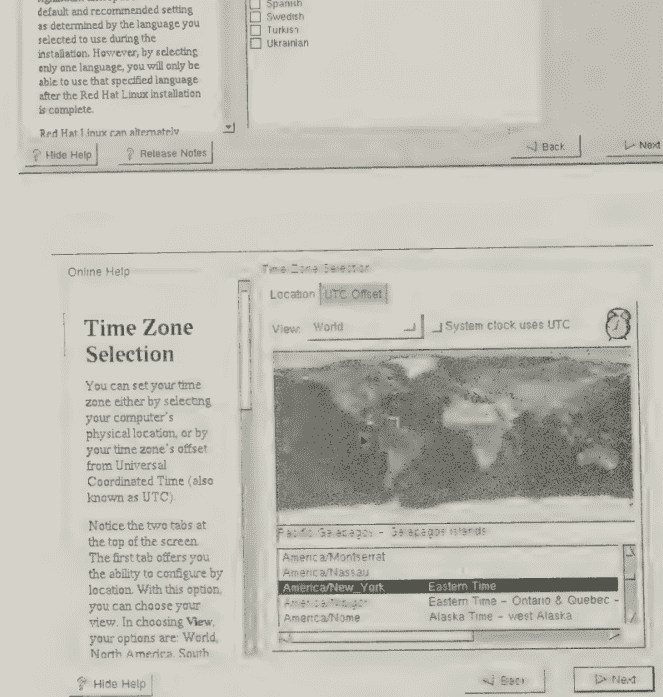 default and recommended setting
as determined by the language you
selected to use during the
installation. However, by selecting
only one language, you will only be
able to use that specified language
after the Red Hat Linux installation
is complete.
Red Hat Linux can alternately
Spanish
Swedish
Turkish
Ukrainian
Hide Help
Release Notes
Back
Next
Online Help
Time Zone Selection
Time Zone
Selection
You can set your time
zone either by selecting
your computer's
physical location, or by
your time zone's offset
from Universal
Coordinated Time (also
known as UTC).
Notice the two tabs at
the top of the screen.
The first tab offers you
the ability to configure by
location. With this option,
you can choose your
view. In choosing View,
your options are: World,
North America, South
Location UTC Offset
View: World
System clock uses UTC
Pacific/Galapagos - Galapagos Islands
America/Montserrat
America/Nassau
America/New_York Eastern Time
Eastern Time - Ontario & Quebec -
America/Nome Alaska Time - west Alaska
Hide Help
Back
Next